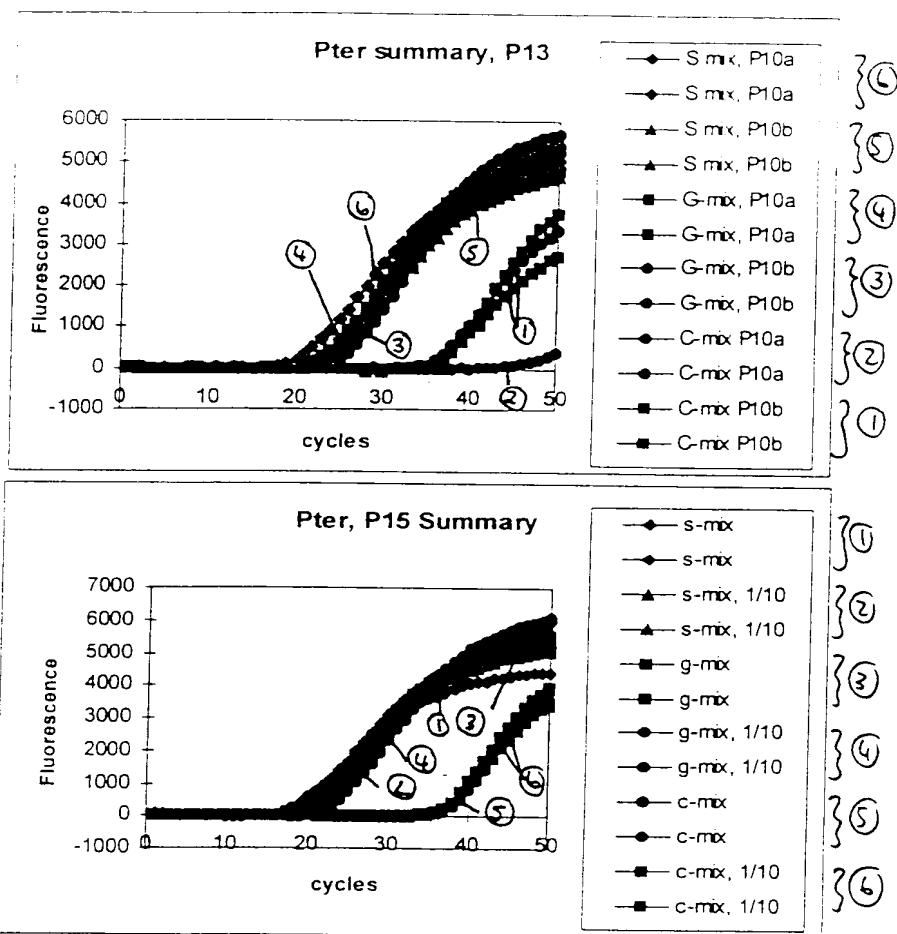 Pter summary, P13
6000
5000
4000
3000
2000
1000
0
-1000
Fluorescence
0 10 20 30 40 50
cycles
6
4
5
3
1
2
S mix, P10a
S mix, P10a
S mix, P10b
S mix, P10b
G-mix, P10a
G-mix, P10a
G-mix, P10b
G-mix, P10b
C-mix P10a
C-mix P10a
C-mix P10b
C-mix P10b
6
5
4
3
2
1
Pter, P15 Summary
7000
6000
5000
4000
3000
2000
1000
0
-1000
Fluorescence
0 10 20 30 40 50
cycles
1
3
4
5
6
s-mix
s-mix
s-mix, 1/10
s-mix, 1/10
g-mix
g-mix
g-mix, 1/10
g-mix, 1/10
c-mix
c-mix
c-mix, 1/10
c-mix, 1/10
1
2
3
4
5
6